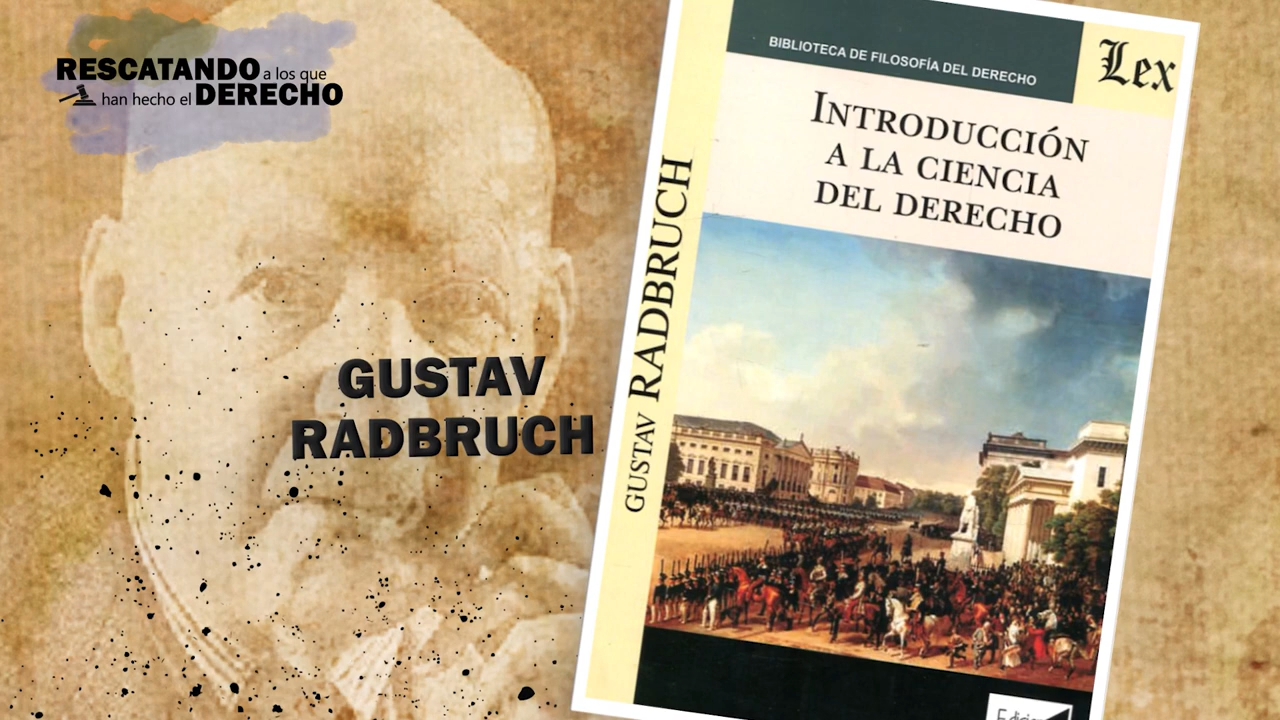 RESCATANDO a los que
han hecho el DERECHO
GUSTAV
RADBRUCH
GUSTAV RADBRUCH
BIBLIOTECA DE FILOSOFÍA DEL DERECHO
Lex
INTRODUCCIÓN
A LA CIENCIA
DEL DERECHO